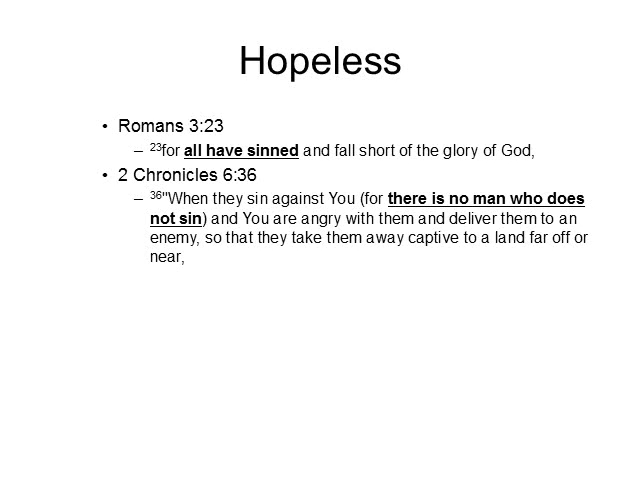 Hopeless
• Romans 3:23
– 23for all have sinned and fall short of the glory of God,
• 2 Chronicles 6:36
– 36"When they sin against You (for there is no man who does
not sin) and You are angry with them and deliver them to an
enemy, so that they take them away captive to a land far off or
near,